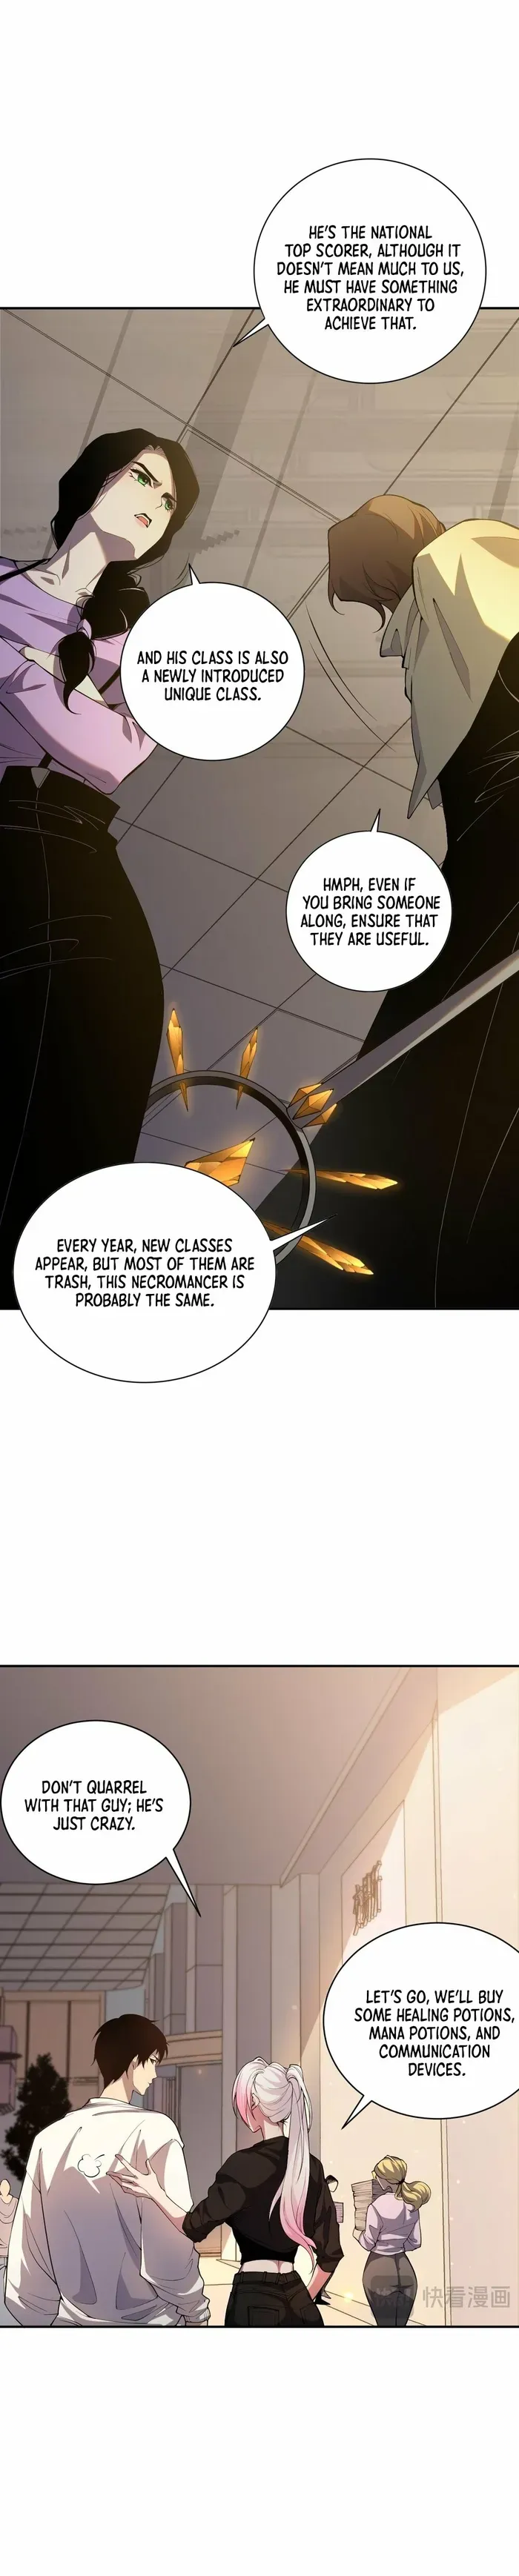 HE'S THE NATIONAL
TOP SCORER, ALTHOUGH IT
DOESN'T MEAN MUCH TO US,
HE MUST HAVE SOMETHING
EXTRAORDINARY TO
ACHIEVE THAT.
AND HIS CLASS IS ALSO
A NEWLY INTRODUCED
UNIQUE CLASS.
HMPH, EVEN IF
YOU BRING SOMEONE
ALONG, ENSURE THAT
THEY ARE USEFUL.
EVERY YEAR, NEW CLASSES
APPEAR, BUT MOST OF THEM ARE
TRASH, THIS NECROMANCER IS
PROBABLY THE SAME.
DON'T QUARREL
WITH THAT GUY; HE'S
JUST CRAZY.
LET'S GO, WE'LL BUY
SOME HEALING POTIONS,
MANA POTIONS, AND
COMMUNICATION
DEVICES.
快看漫画